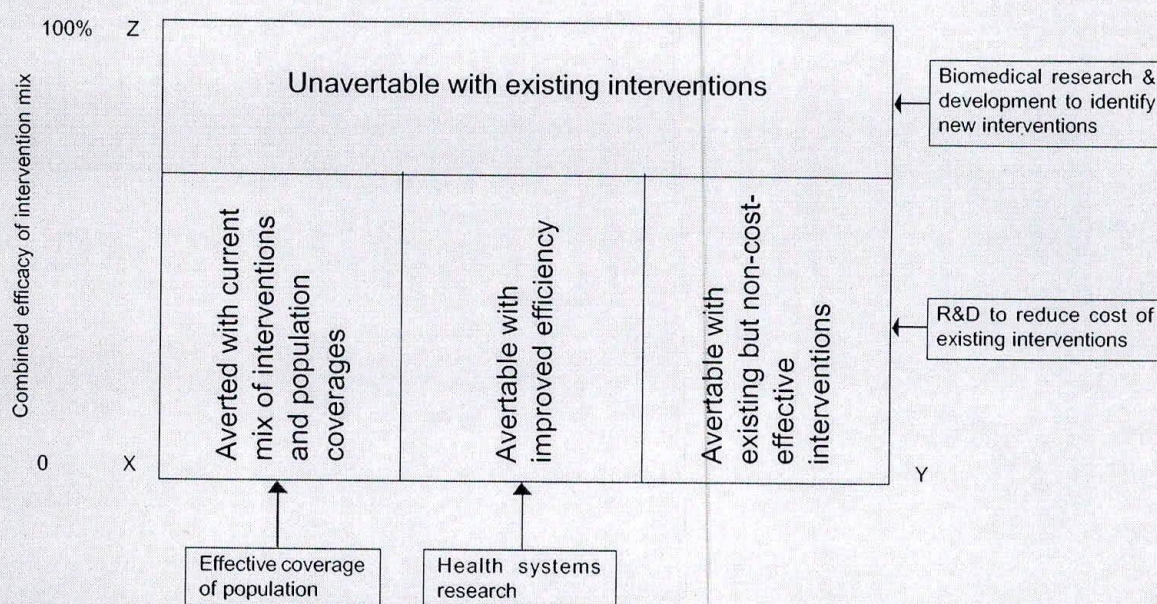 100% Z
Combined efficacy of intervention mix
0 X
Y
Unavertable with existing interventions
Averted with current
mix of interventions
and population
coverages
Avertable with
improved efficiency
Avertable with
existing but non-cost-
effective
interventions
Biomedical research &
development to identify
new interventions
R&D to reduce cost of
existing interventions
Effective coverage
of population
Health systems
research